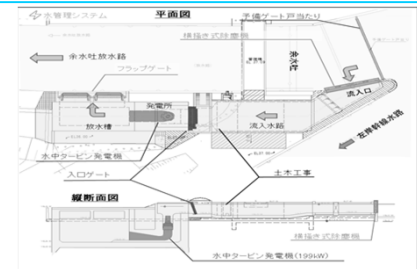 水管理システム
平面図
予備ゲート戸当たり
横掻き式除塵機
余水吐放水路
余水吐
フラップゲート
流入口
発電所
放水槽
流入水路
左岸幹線水路
水中タービン発電機
入口ゲート
土木工事
縦断面図
横掻き式除塵機
水中タービン発電機(199kW)